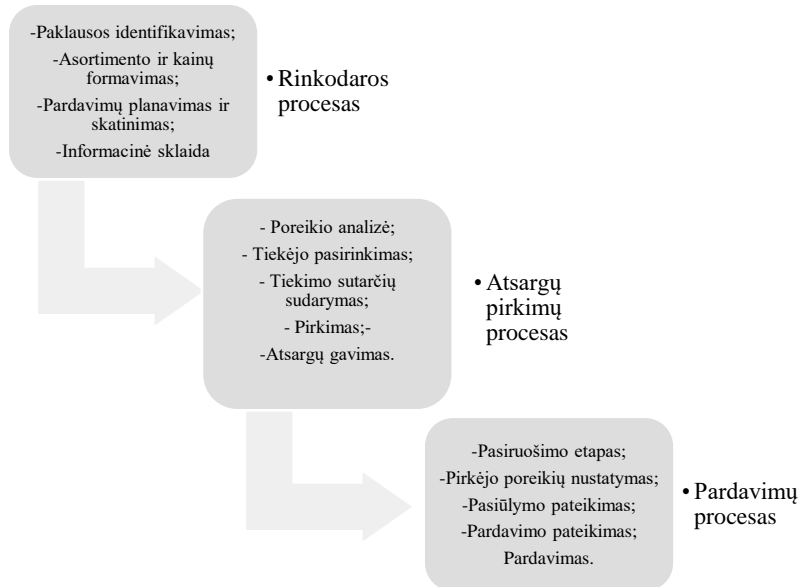 -Paklausos identifikavimas;
-Asortimento ir kainų
formavimas;
-Pardavimų planavimas ir
skatinimas;
-Informacinė sklaida
• Rinkodaros
procesas
- Poreikio analizė;
- Tiekėjo pasirinkimas;
- Tiekimo sutarčių
sudarymas;
- Pirkimas;-
-Atsargų gavimas.
• Atsargų
pirkimų
procesas
-Pasiruošimo etapas;
-Pirkėjo poreikių nustatymas;
-Pasiūlymo pateikimas;
-Pardavimo pateikimas;
Pardavimas.
• Pardavimų
procesas